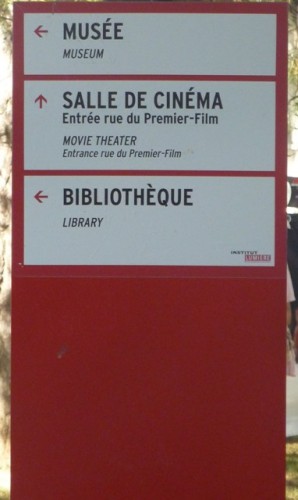 ← MUSÉE
MUSEUM
↑ SALLE DE CINÉMA
Entrée rue du Premier-Film
MOVIE THEATER
Entrance rue du Premier-Film
← BIBLIOTHÈQUE
LIBRARY
INSTITUT
LUMIÈRE